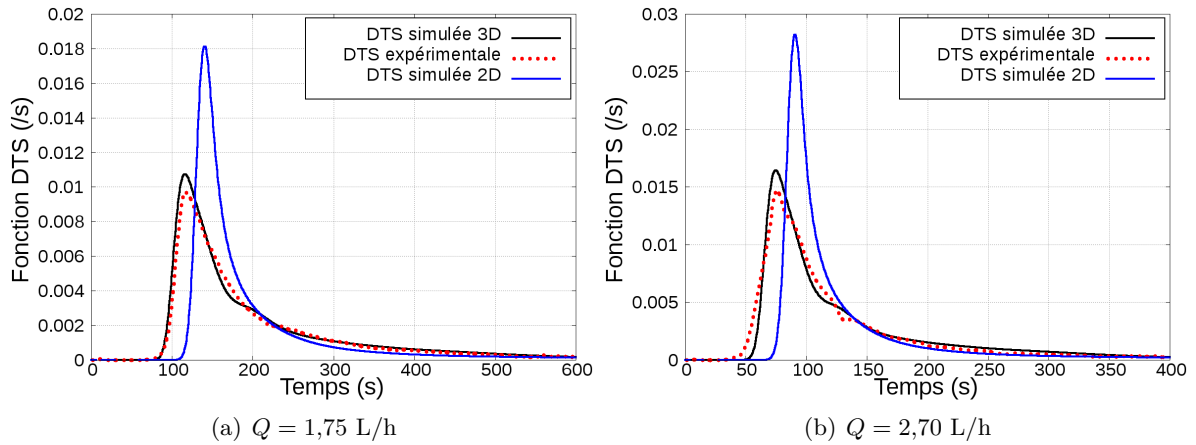 0.02
0.018
0.016
0.014
0.012
0.01
0.008
0.006
0.004
0.002
0
Fonction DTS (/s)
DTS simulée 3D
DTS expérimentale
DTS simulée 2D
0 100 200 300 400 500 600
Temps (s)
(a) Q = 1,75 L/h
0.03
0.025
0.02
0.015
0.01
0.005
0
Fonction DTS (/s)
DTS simulée 3D
DTS expérimentale
DTS simulée 2D
0 50 100 150 200 250 300 350 400
Temps (s)
(b) Q = 2,70 L/h